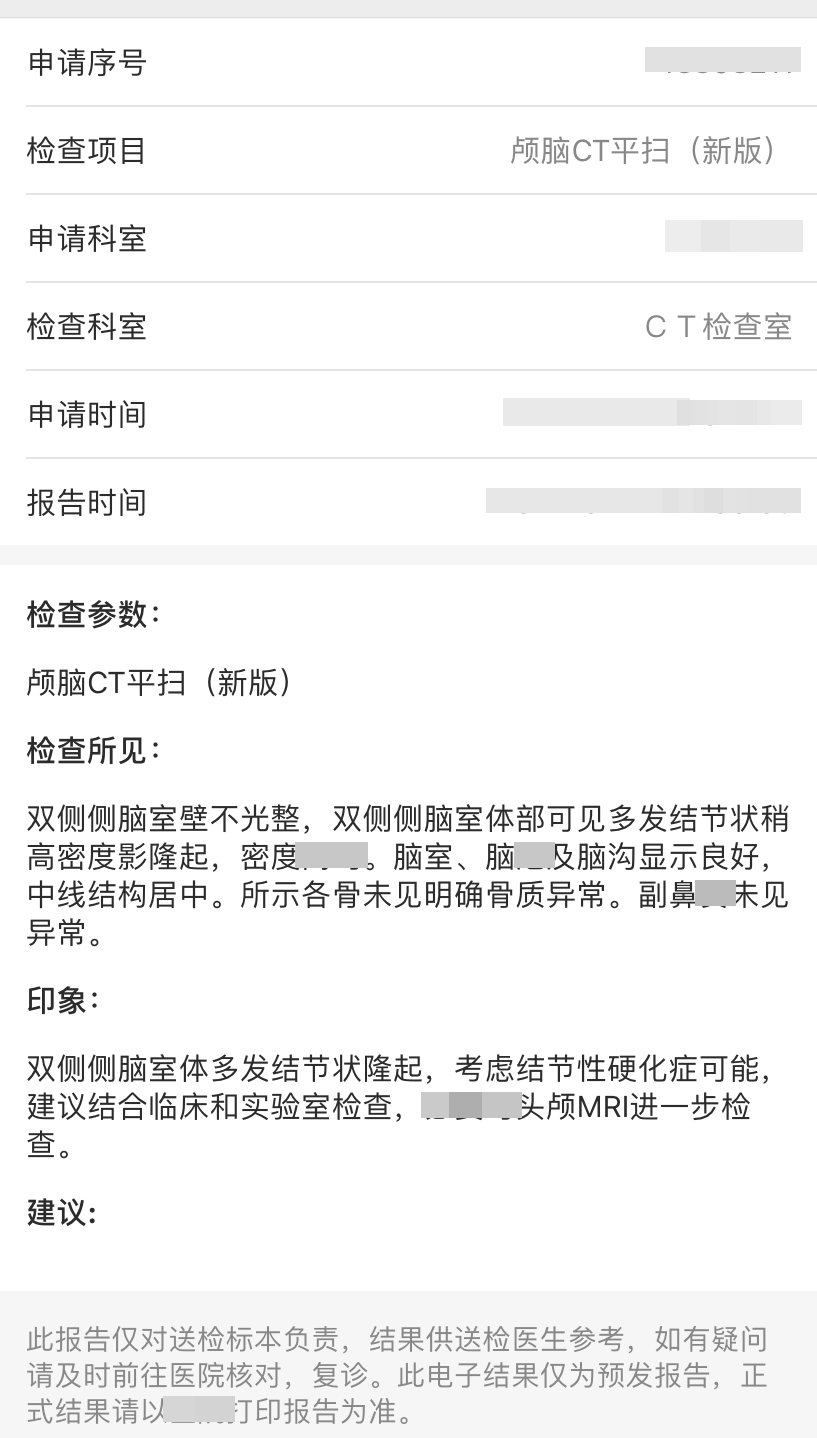 申请序号
检查项目 颅脑CT平扫（新版）
申请科室
检查科室 ＣＴ检查室
申请时间
报告时间
检查参数：
颅脑CT平扫（新版）
检查所见：
双侧侧脑室壁不光整，双侧侧脑室体部可见多发结节状稍
高密度影隆起，密度。脑室、脑及脑沟显示良好，
中线结构居中。所示各骨未见明确骨质异常。副鼻未见
异常。
印象：
双侧侧脑室体多发结节状隆起，考虑结节性硬化症可能，
建议结合临床和实验室检查，头颅MRI进一步检
查。
建议:
此报告仅对送检标本负责，结果供送检医生参考，如有疑问
请及时前往医院核对，复诊。此电子结果仅为预发报告，正
式结果请以打印报告为准。